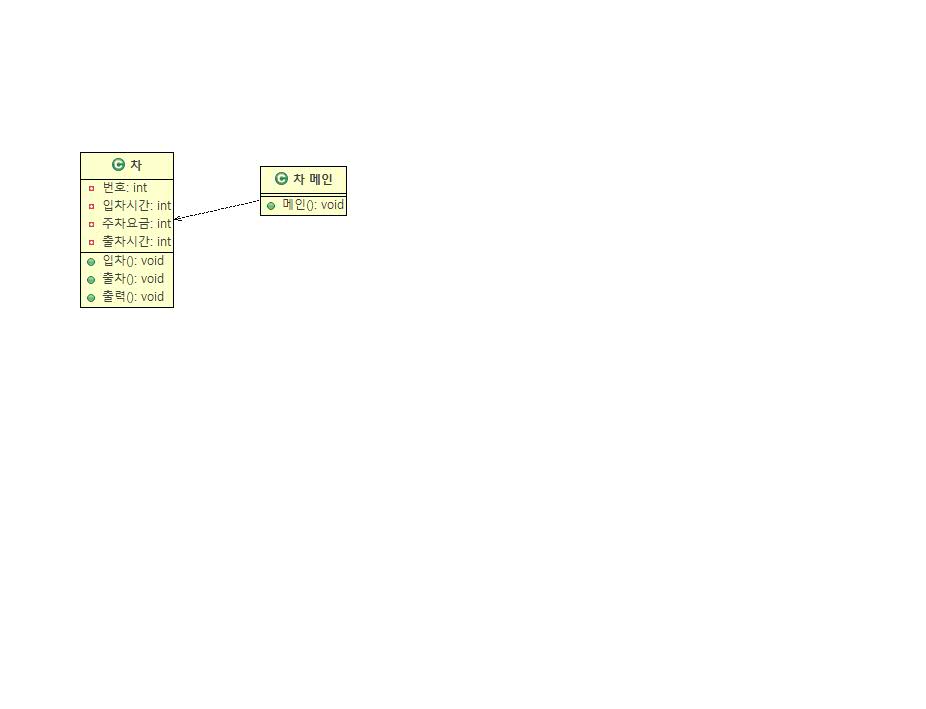 차
번호: int
입차시간: int
주차요금: int
출차시간: int
입차(): void
출차(): void
출력(): void
차 메인
메인(): void